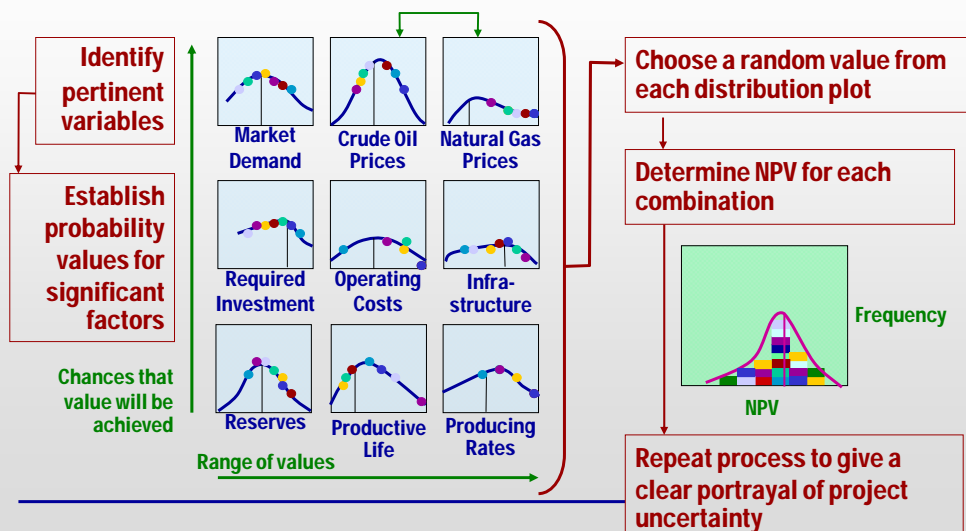 Identify
pertinent
variables
Establish
probability
values for
significant
factors
Chances that
value will be
achieved
Market
Demand
Crude Oil
Prices
Natural Gas
Prices
Required
Investment
Operating
Costs
Infra-
structure
Reserves
Productive
Life
Producing
Rates
Range of values
Choose a random value from
each distribution plot
Determine NPV for each
combination
Frequency
NPV
Repeat process to give a
clear portrayal of project
uncertainty